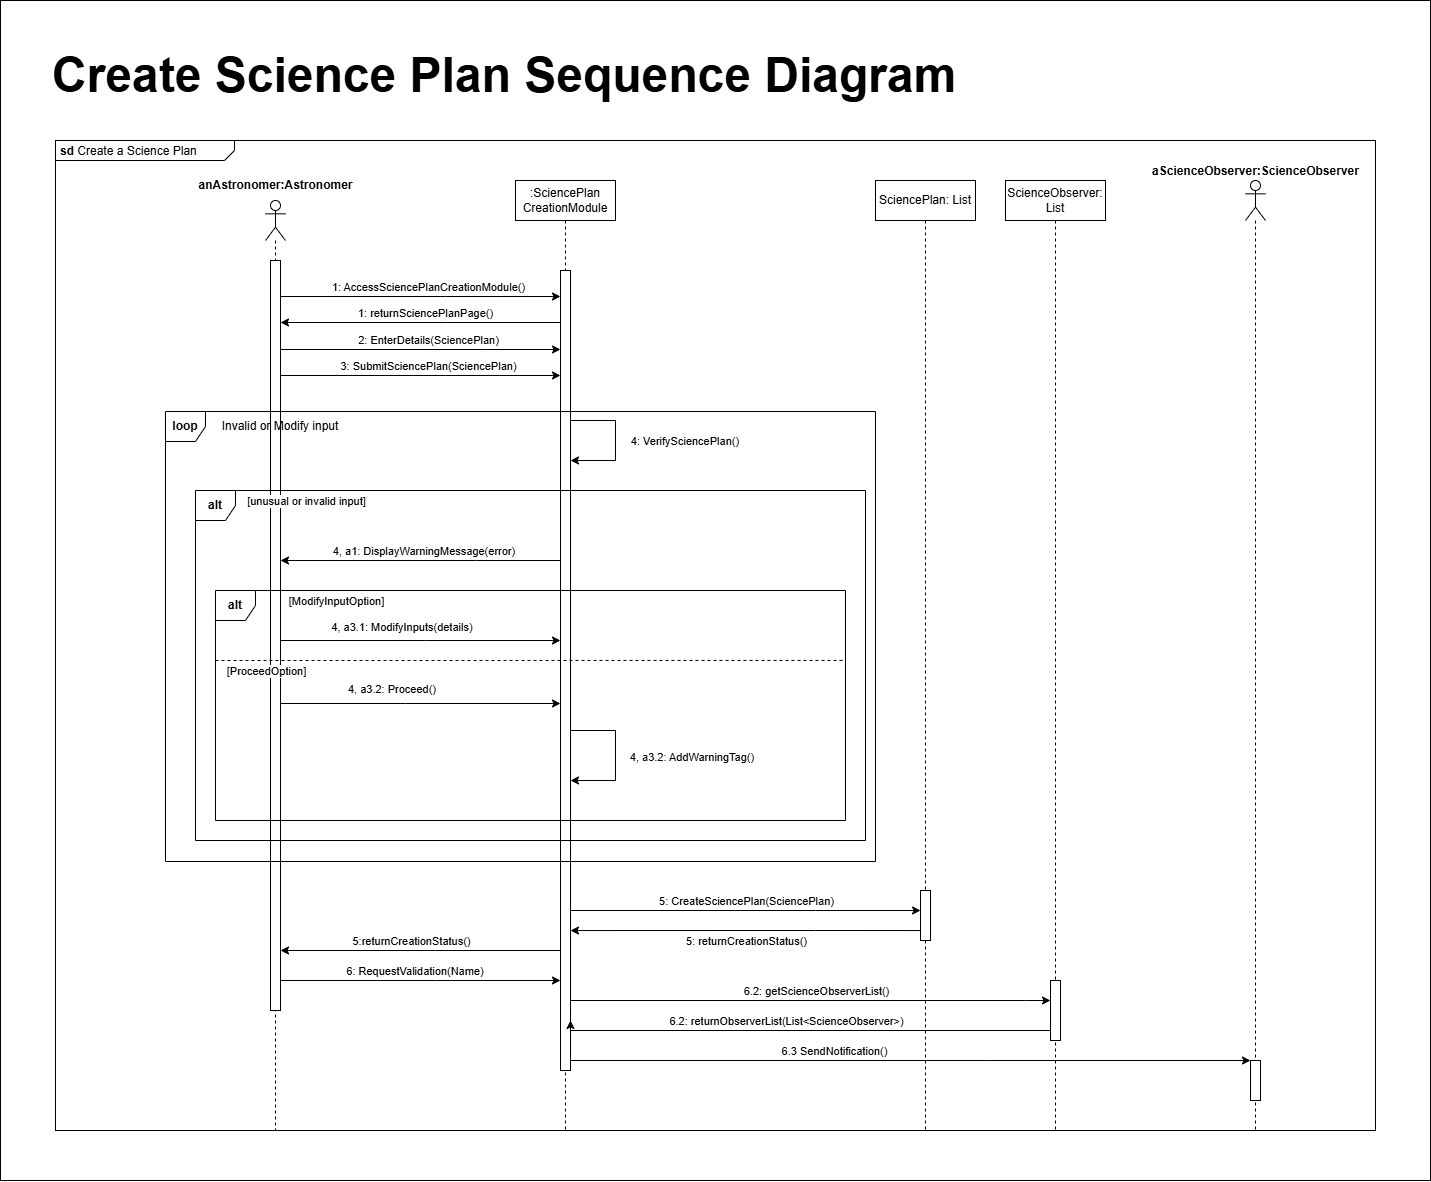 Create Science Plan Sequence Diagram
sd Create a Science Plan
anAstronomer:Astronomer
:SciencePlan
CreationModule
SciencePlan: List
ScienceObserver:
List
aScienceObserver:ScienceObserver
1: AccessSciencePlanCreationModule()
1: returnSciencePlanPage()
2: EnterDetails(SciencePlan)
3: SubmitSciencePlan(SciencePlan)
loop
Invalid or Modify input
4: VerifySciencePlan()
alt
[unusual or invalid input]
4, a1: DisplayWarningMessage(error)
alt
[ModifyInputOption]
4, a3.1: ModifyInputs(details)
[ProceedOption]
4, a3.2: Proceed()
4, a3.2: AddWarningTag()
5: CreateSciencePlan(SciencePlan)
5: returnCreationStatus()
5:returnCreationStatus()
6: RequestValidation(Name)
6.2: getScienceObserverList()
6.2: returnObserverList(List<ScienceObserver>)
6.3 SendNotification()